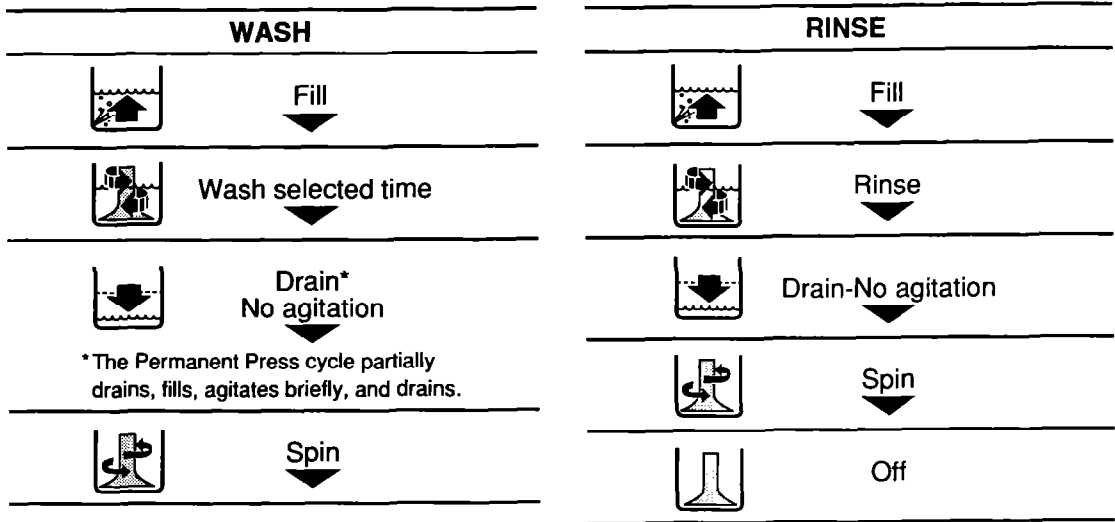 WASH
Fill
Wash selected time
Drain*
No agitation
*The Permanent Press cycle partially
drains, fills, agitates briefly, and drains.
Spin
RINSE
Fill
Rinse
Drain-No agitation
Spin
Off